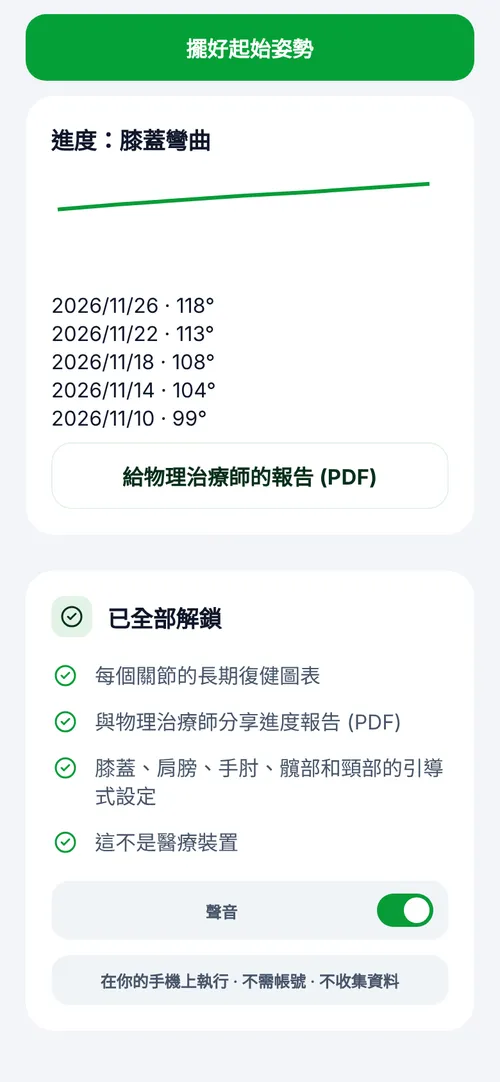 擺好起始姿勢
進度：膝蓋彎曲
2026/11/26 · 118°
2026/11/22 · 113°
2026/11/18 · 108°
2026/11/14 · 104°
2026/11/10 · 99°
給物理治療師的報告 (PDF)
已全部解鎖
每個關節的長期復健圖表
與物理治療師分享進度報告 (PDF)
膝蓋、肩膀、手肘、髖部和頸部的引導
式設定
這不是醫療裝置
聲音
在你的手機上執行 · 不需帳號 · 不收集資料